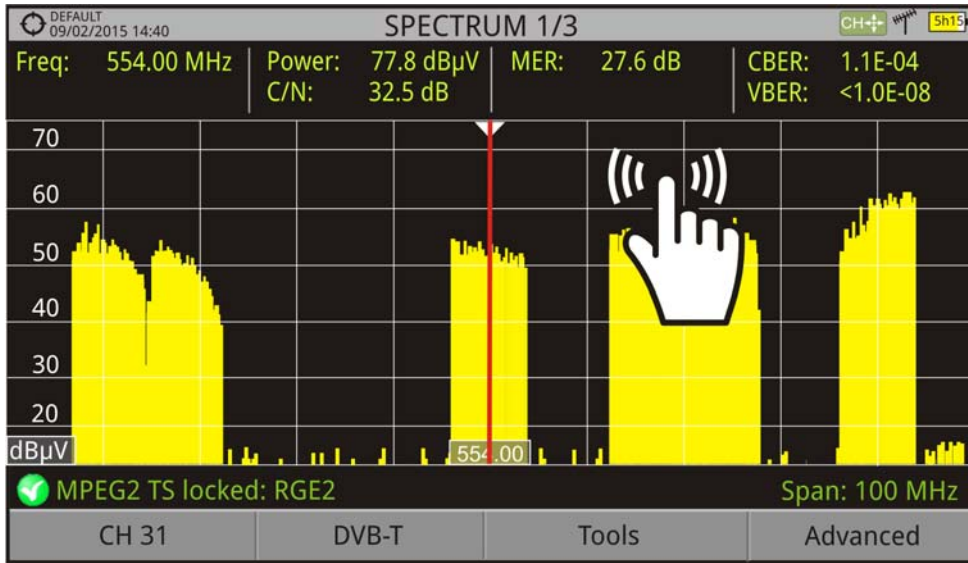 DEFAULT
09/02/2015 14:40
SPECTRUM 1/3
CH
5h15
Freq: 554.00 MHz
Power: 77.8 dBµV
C/N: 32.5 dB
MER: 27.6 dB
CBER: 1.1E-04
VBER: <1.0E-08
70
60
50
40
30
20
dBµV
554.00
MPEG2 TS locked: RGE2
Span: 100 MHz
CH 31
DVB-T
Tools
Advanced